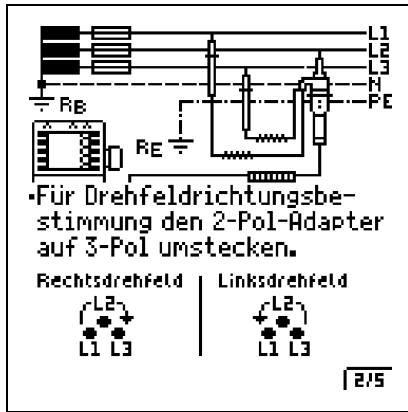 L1
L2
L3
N
PE
RB
RE
▪Für Drehfeldrichtungsbe-
stimmung den 2-Pol-Adapter
auf 3-Pol umstecken.
Rechtsdrehfeld
L2
L1 L3
Linksdrehfeld
L2
L1 L3
2/5